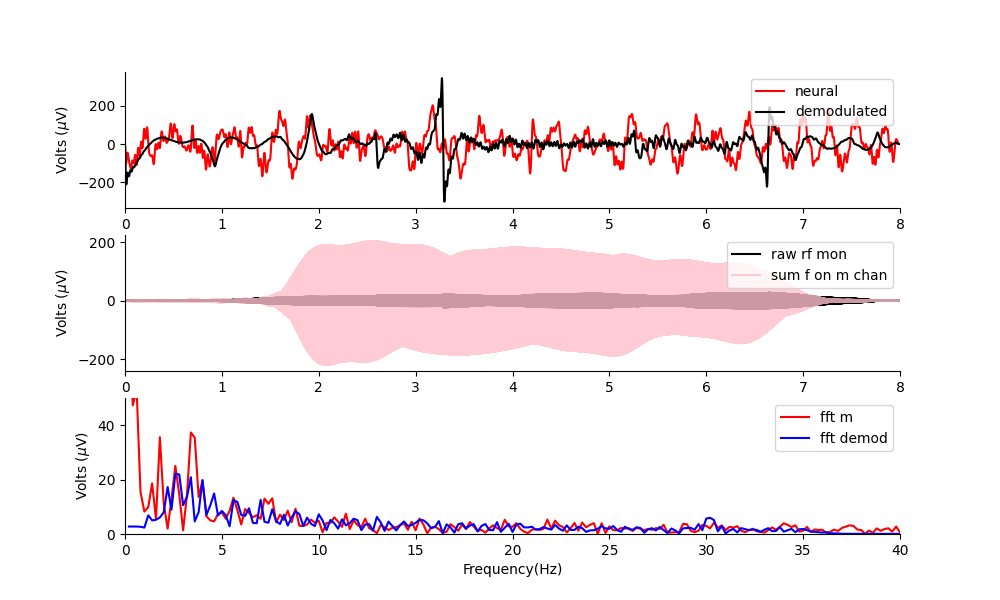 Volts (μV)
200
0
−200
neural
demodulated
0 1 2 3 4 5 6 7 8
Volts (μV)
200
0
−200
raw rf mon
sum f on m chan
0 1 2 3 4 5 6 7 8
Volts (μV)
40
20
0
fft m
fft demod
0 5 10 15 20 25 30 35 40
Frequency(Hz)